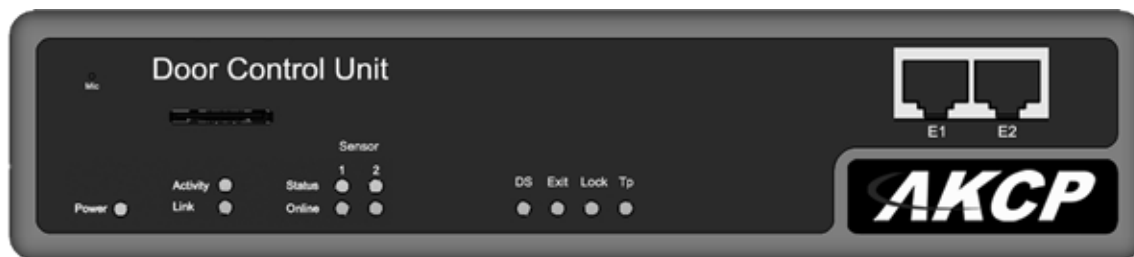 Mic
Door Control Unit
E1 E2
Sensor
1 2
Activity Status DS Exit Lock Tp
Power Link Online
AKCP